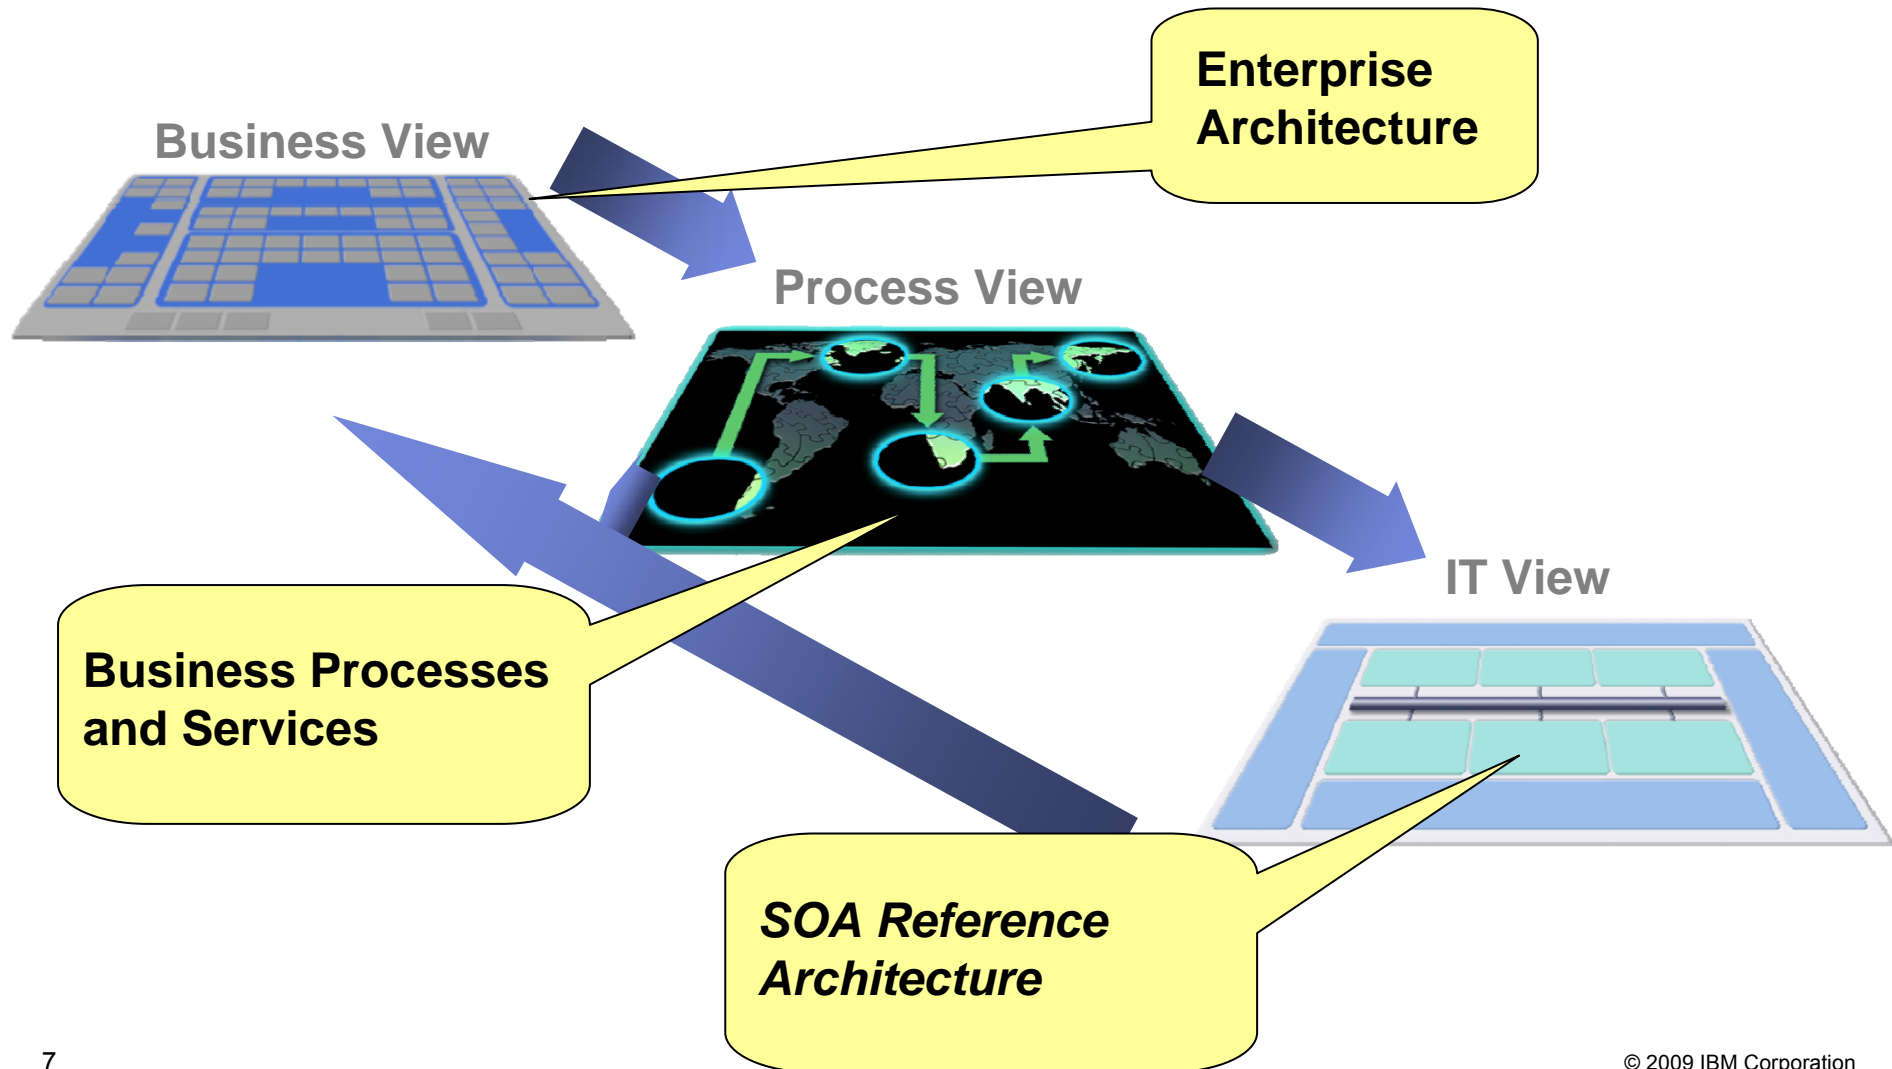 Enterprise
Architecture
Business View
Process View
IT View
Business Processes
and Services
SOA Reference
Architecture
7
© 2009 IBM Corporation